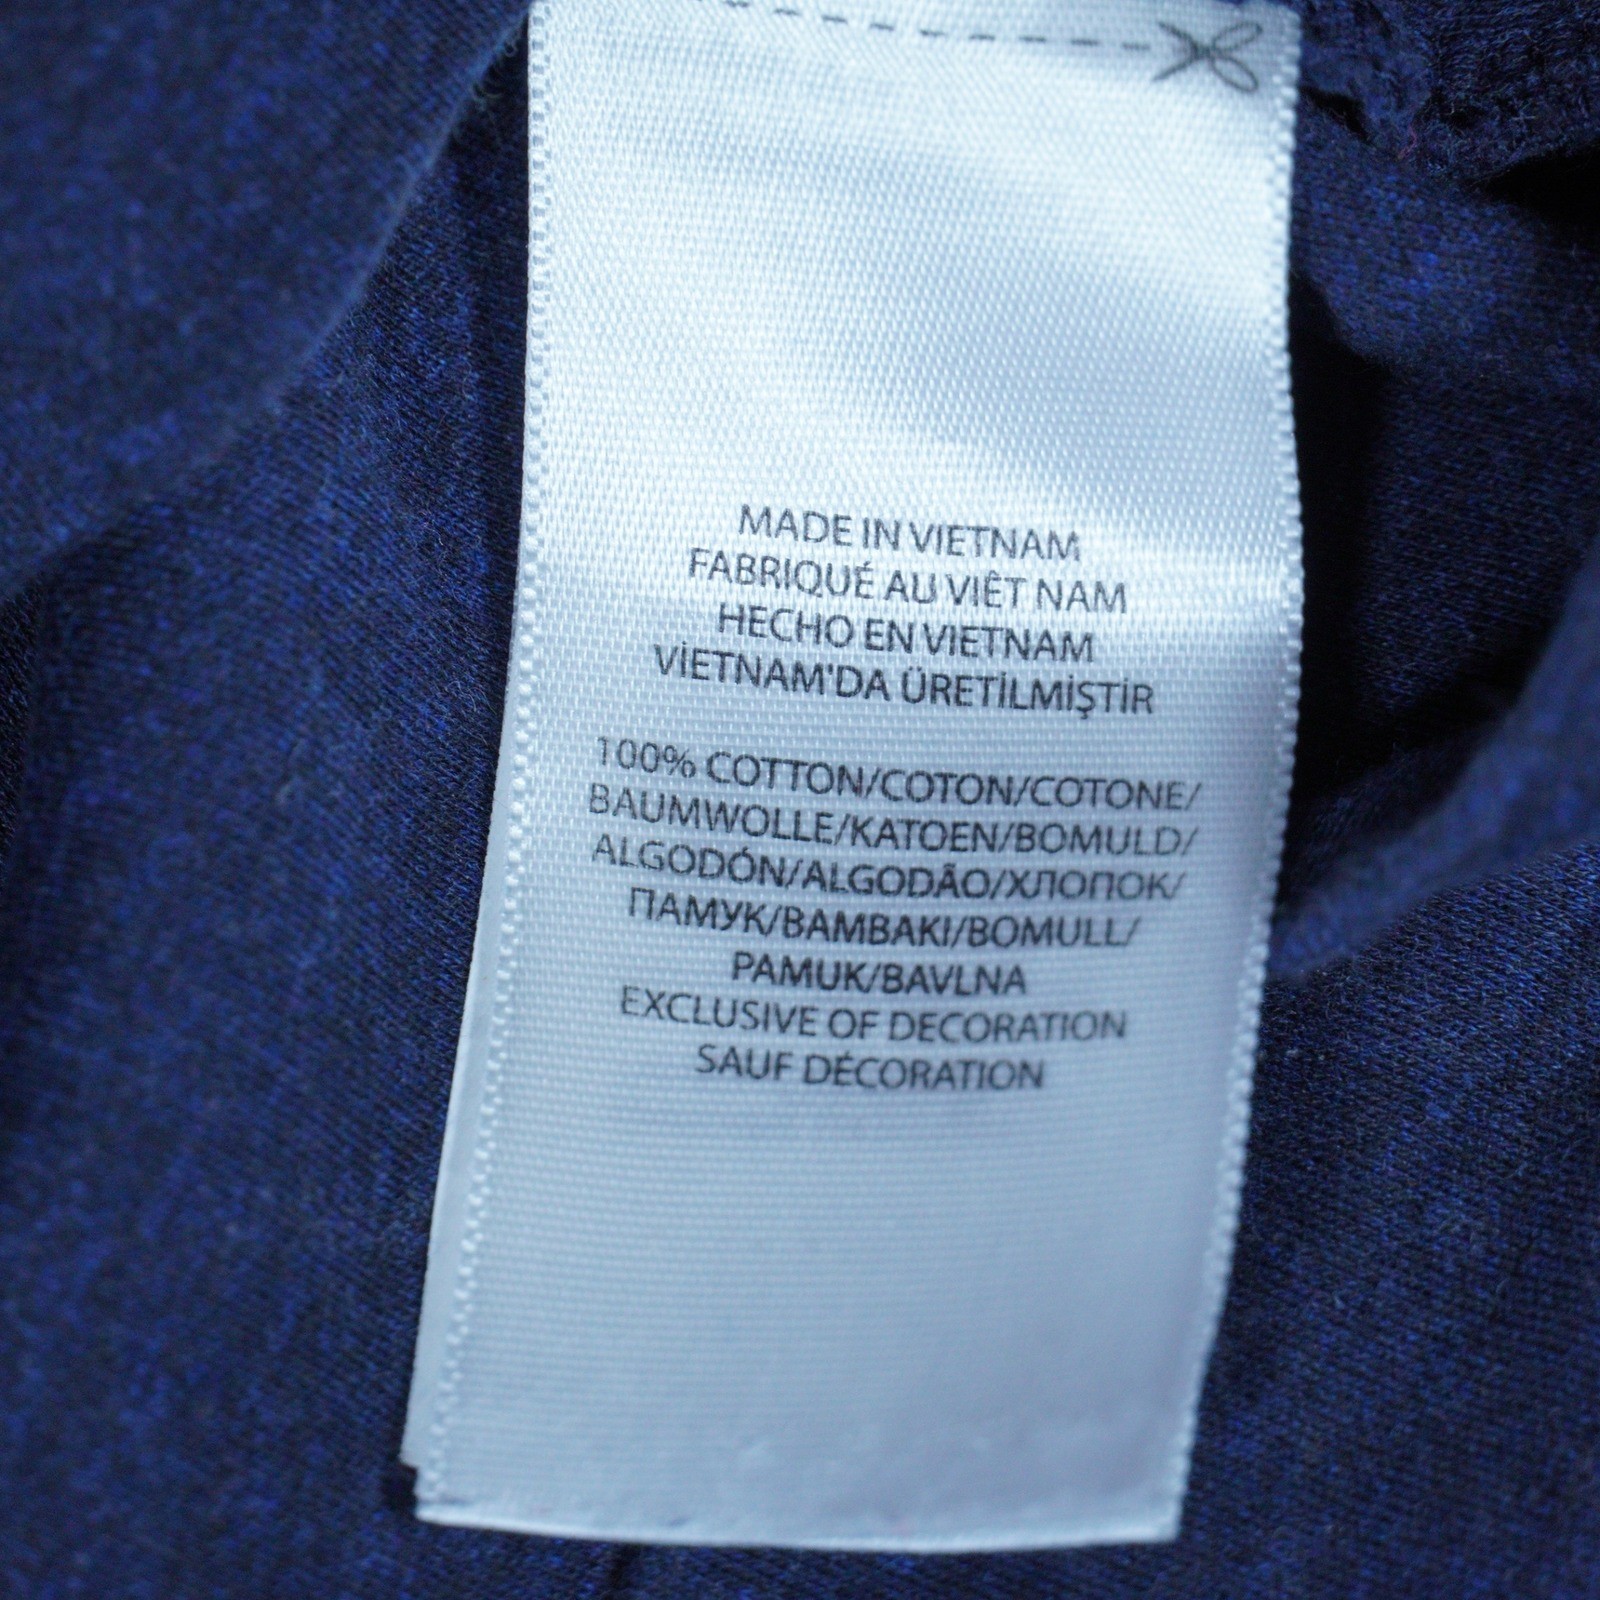 MADE IN VIETNAM
FABRIQUÉ AU VIÊT NAM
HECHO EN VIETNAM
VİETNAM'DA ÜRETİLMİŞTİR
100% COTTON/COTON/COTONE/
BAUMWOLLE/KATOEN/BOMULD/
ALGODÓN/ALGODÃO/ХЛОПОК/
ПАМУК/BAMBAKI/BOMULL/
PAMUK/BAVLNA
EXCLUSIVE OF DECORATION
SAUF DÉCORATION